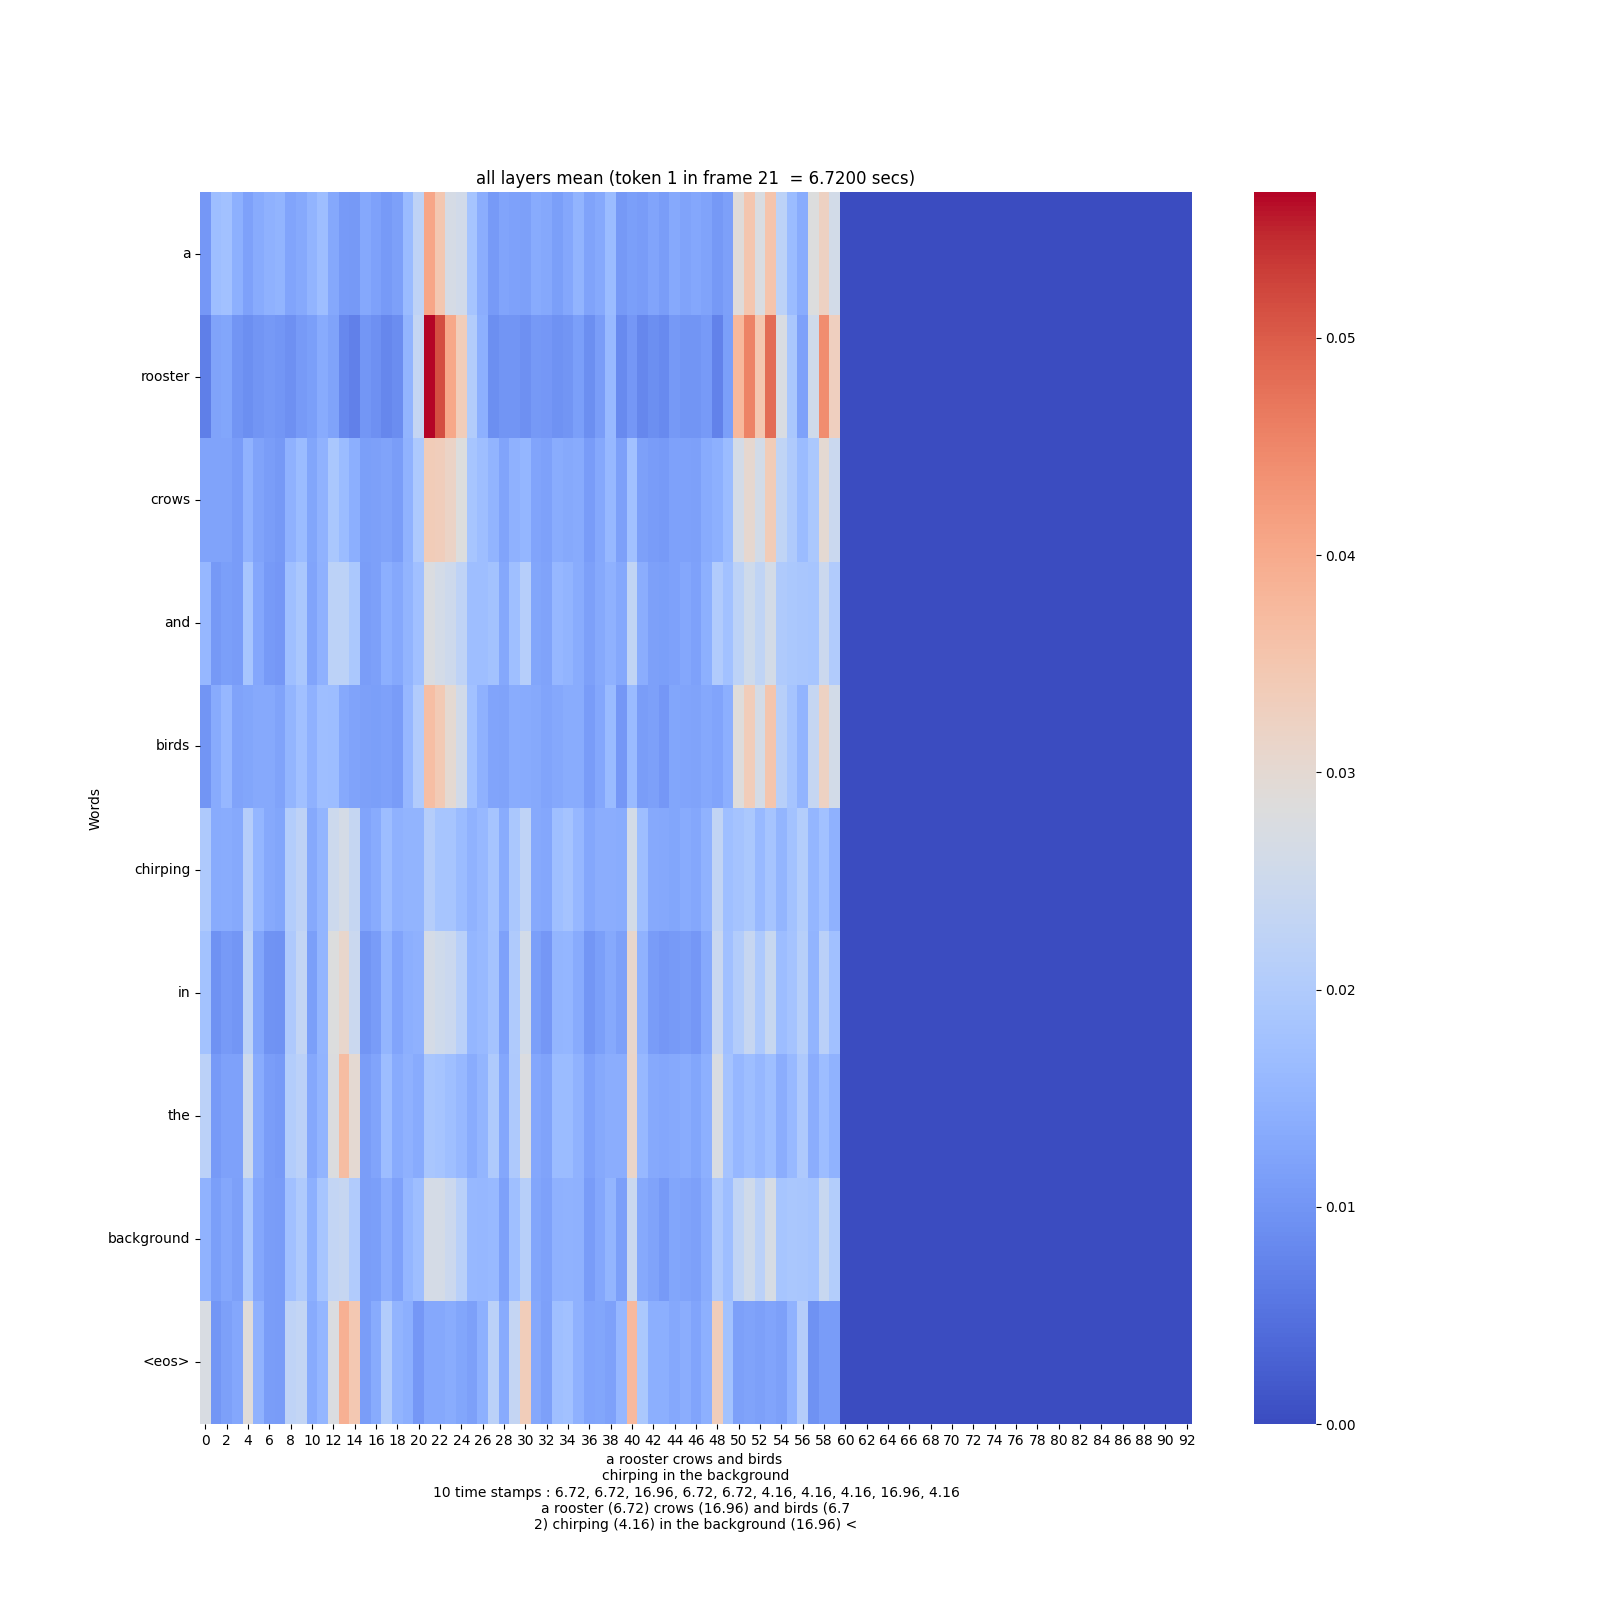 all layers mean (token 1 in frame 21  = 6.7200 secs)
a
rooster
crows
and
birds
chirping
in
the
background
<eos>
Words
0 2 4 6 8 10 12 14 16 18 20 22 24 26 28 30 32 34 36 38 40 42 44 46 48 50 52 54 56 58 60 62 64 66 68 70 72 74 76 78 80 82 84 86 88 90 92
a rooster crows and birds
chirping in the background
10 time stamps : 6.72, 6.72, 16.96, 6.72, 6.72, 4.16, 4.16, 4.16, 16.96, 4.16
a rooster (6.72) crows (16.96) and birds (6.7
2) chirping (4.16) in the background (16.96) <
0.05
0.04
0.03
0.02
0.01
0.00